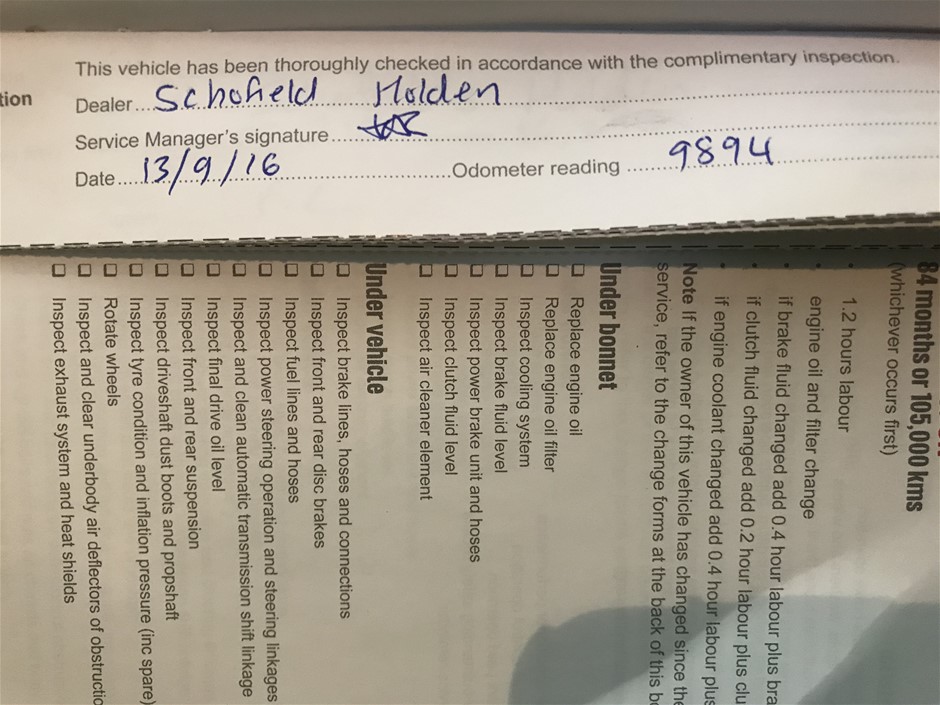 This vehicle has been thoroughly checked in accordance with the complimentary inspection.
tion
Dealer....Schofield Holden
Service Manager's signature
Date.....13/9/16 Odometer reading 9894
84 months or 105,000 kms
(whichever occurs first)
• 1.2 hours labour
• engine oil and filter change
• if brake fluid changed add 0.4 hour labour plus bra
• if clutch fluid changed add 0.2 hour labour plus clu
• if engine coolant changed add 0.4 hour labour plus
Note If the owner of this vehicle has changed since the
service, refer to the change forms at the back of this bo
Under bonnet
☐ Replace engine oil
☐ Replace engine oil filter
☐ Inspect cooling system
☐ Inspect brake fluid level
☐ Inspect power brake unit and hoses
☐ Inspect clutch fluid level
☐ Inspect air cleaner element
Under vehicle
☐ Inspect brake lines, hoses and connections
☐ Inspect front and rear disc brakes
☐ Inspect fuel lines and hoses
☐ Inspect power steering operation and steering linkages
☐ Inspect and clean automatic transmission shift linkage
☐ Inspect final drive oil level
☐ Inspect front and rear suspension
☐ Inspect driveshaft dust boots and propshaft
☐ Inspect tyre condition and inflation pressure (inc spare)
☐ Rotate wheels
☐ Inspect and clear underbody air deflectors of obstructio
☐ Inspect exhaust system and heat shields